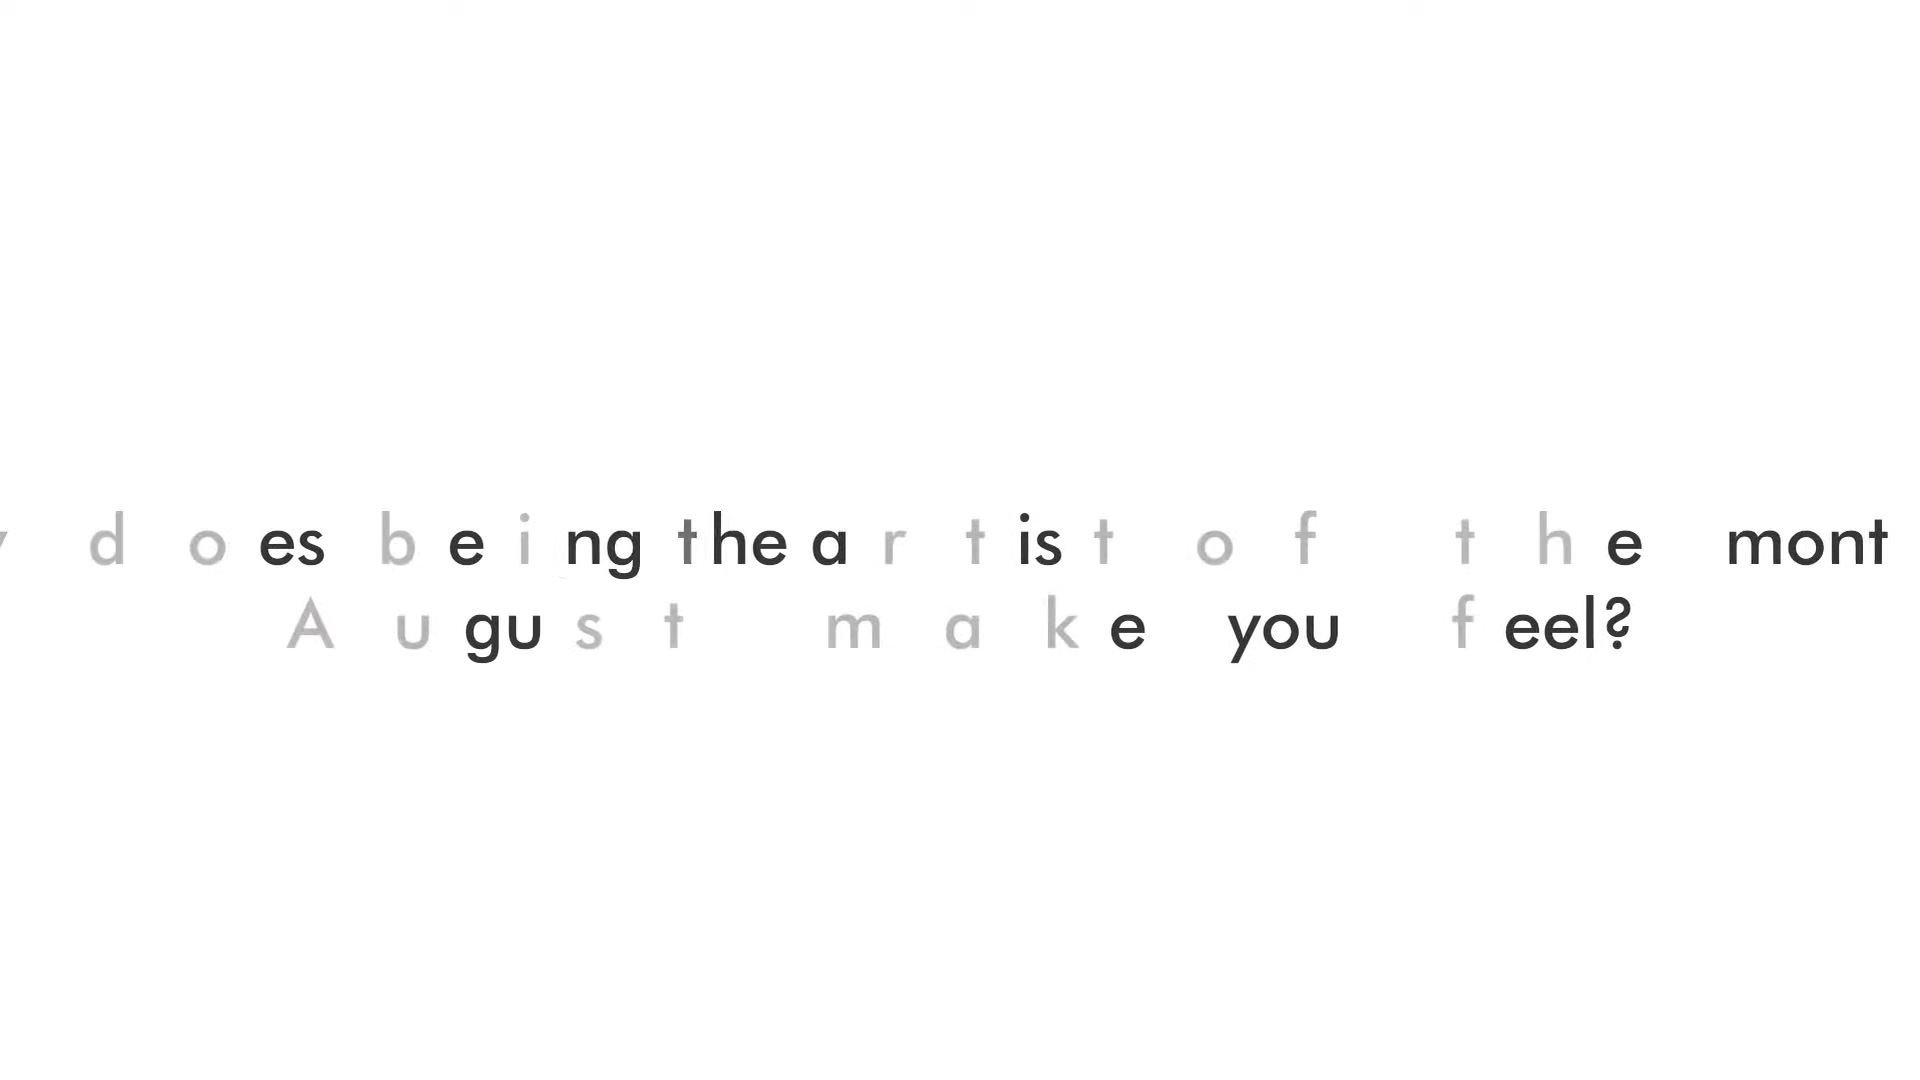 does being the artist of the mont
August make you feel?